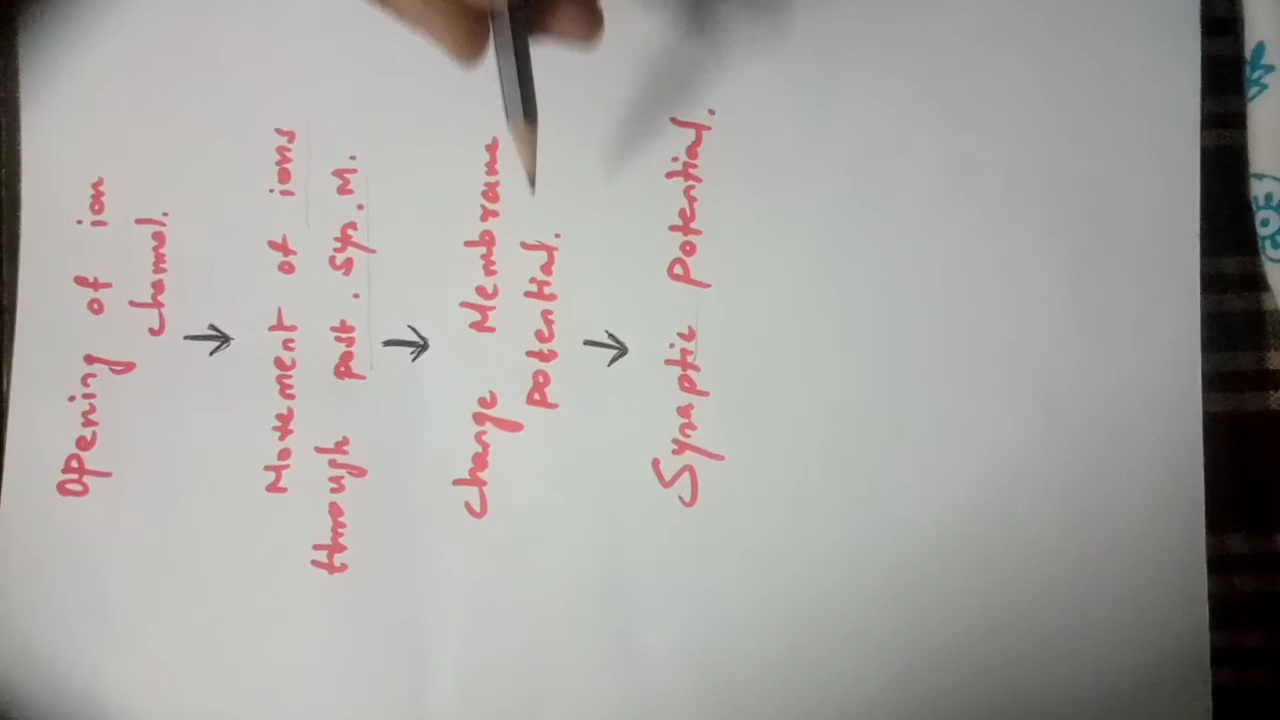 Opening of ion
channel.
↓
Movement of ions
through post. Syn. M.
↓
Change Membrane
potential.
↓
Synaptic potential.